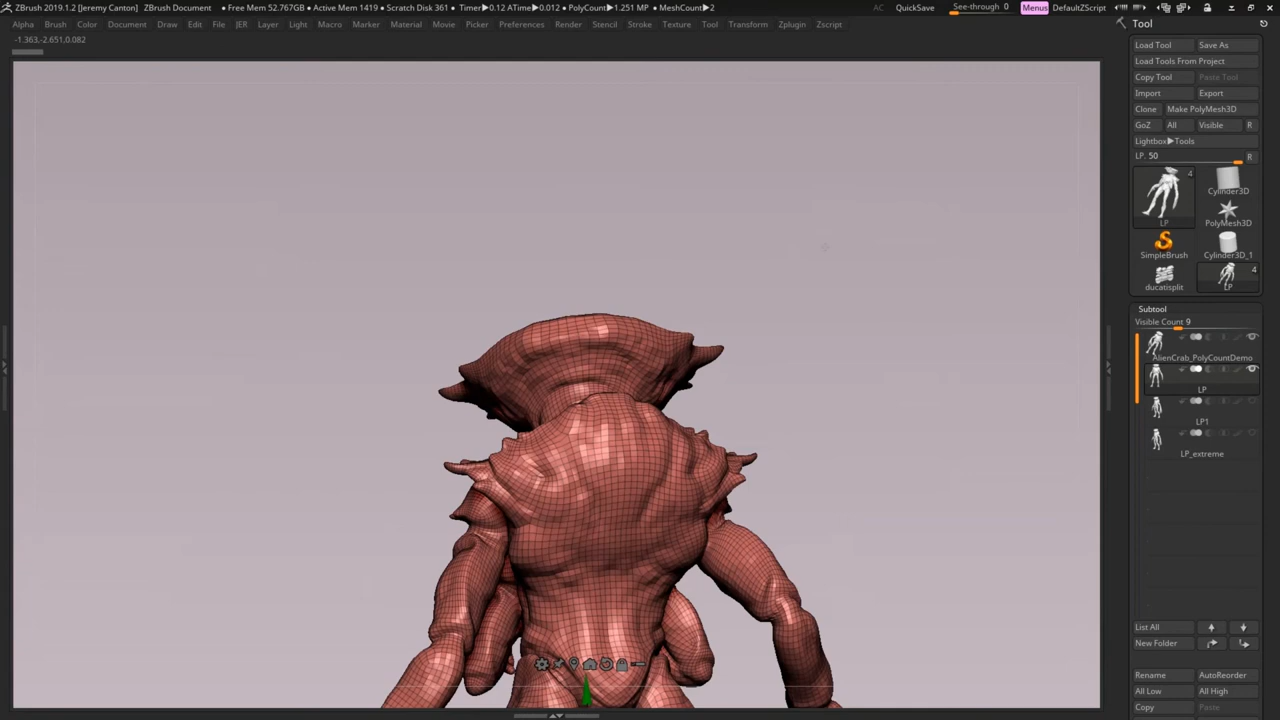 ZBrush 2019.1.2 [Jeremy Canton] ZBrush Document • Free Mem 52.767GB • Active Mem 1419 • Scratch Disk 361 • Timer▶0.12 ATime▶0.012 • PolyCount▶1.251 MP • MeshCount▶2 AC QuickSave See-through 0 Menus DefaultZScript
Alpha Brush Color Document Draw Edit File JER Layer Light Macro Marker Material Movie Picker Preferences Render Stencil Stroke Texture Tool Transform Zplugin Zscript
-1.363,-2.651,0.082
Tool
Load Tool Save As
Load Tools From Project
Copy Tool Paste Tool
Import Export
Clone Make PolyMesh3D
GoZ All Visible R
Lightbox▶Tools
LP. 50 R
4
Cylinder3D
LP PolyMesh3D
SimpleBrush Cylinder3D_1
4
ducatisplit LP
Subtool
Visible Count 9
AlienCrab_PolyCountDemo
LP
LP1
LP_extreme
List All
New Folder
Rename AutoReorder
All Low All High
Copy Paste